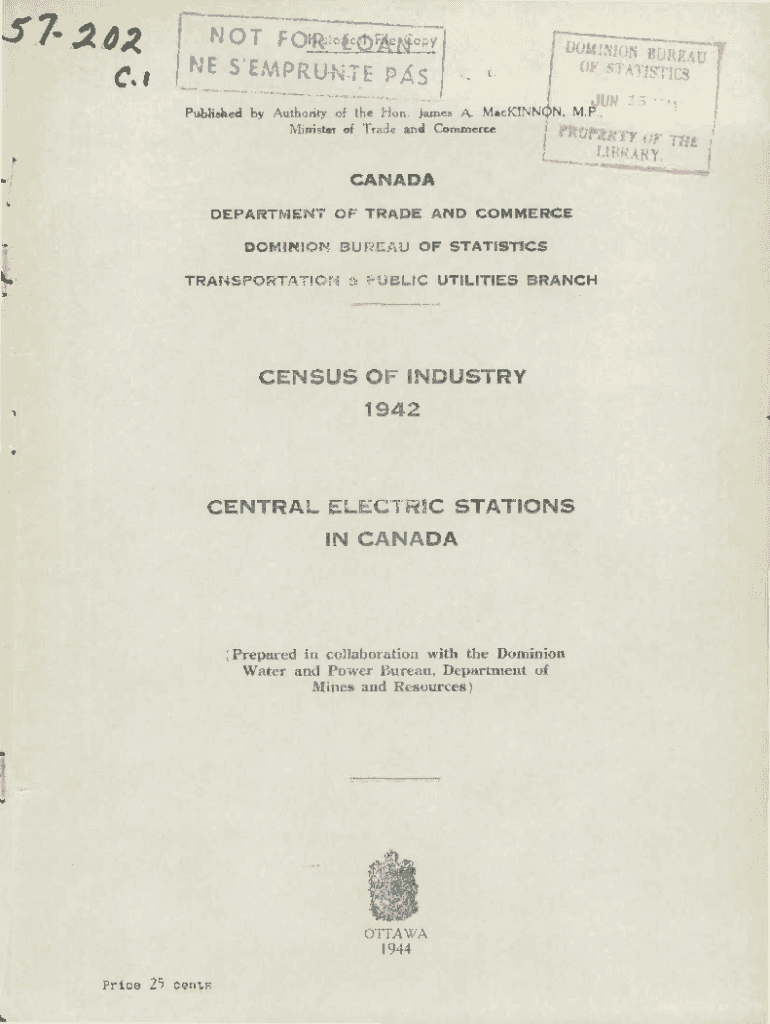 57-202
C.1
NOT FOR LOAN
NE S'EMPRUNTE PAS
DOMINION BUREAU
OF STATISTICS
JUN
PROPERTY OF THE
LIBRARY.
Published by Authority of the Hon. James A. MacKINNON, M.P.,
Minister of Trade and Commerce
CANADA
DEPARTMENT OF TRADE AND COMMERCE
DOMINION BUREAU OF STATISTICS
TRANSPORTATION & PUBLIC UTILITIES BRANCH
CENSUS OF INDUSTRY
1942
CENTRAL ELECTRIC STATIONS
IN CANADA
(Prepared in collaboration with the Dominion
Water and Power Bureau, Department of
Mines and Resources)
OTTAWA
1944
Price 25 cents